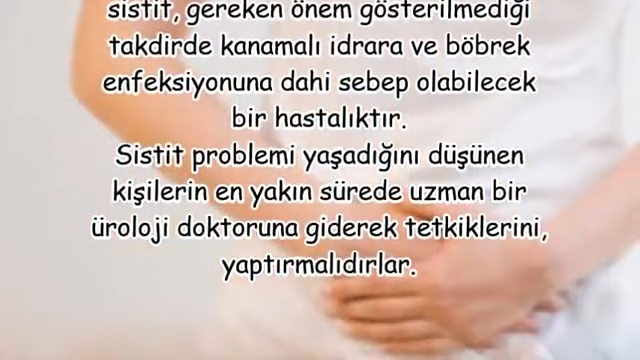 sistit, gereken önem gösterilmediği
takdirde kanamalı idrara ve böbrek
enfeksiyonuna dahi sebep olabilecek
bir hastalıktır.
Sistit problemi yaşadığını düşünen
kişilerin en yakın sürede uzman bir
üroloji doktoruna giderek tetkiklerini,
yaptırmalıdırlar.